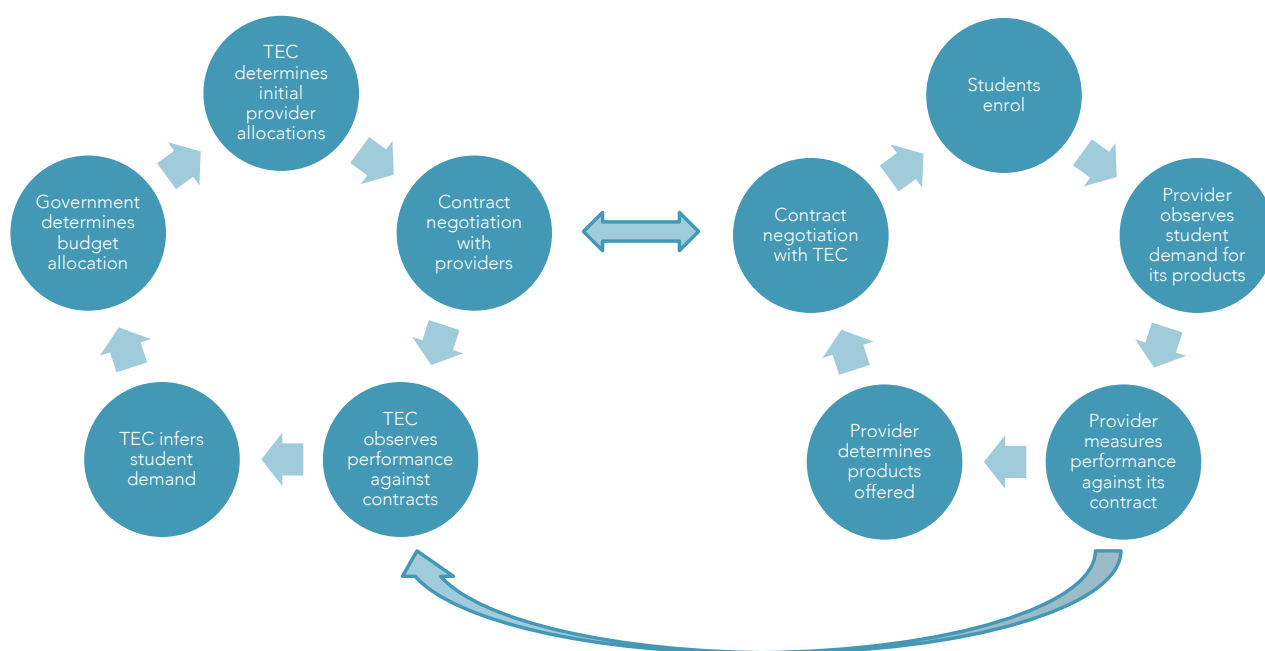 TEC
determines
initial
provider
allocations
Students
enrol
Government
determines
budget
allocation
Contract
negotiation
with
providers
Contract
negotiation
with TEC
Provider
observes
student
demand for
its products
TEC infers
student
demand
TEC
observes
performance
against
contracts
Provider
determines
products
offered
Provider
measures
performance
against its
contract